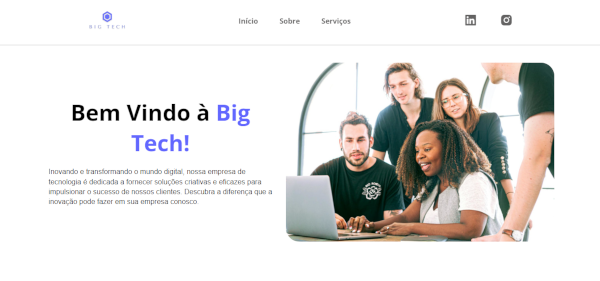 BIG TECH
Início Sobre Serviços
Bem Vindo à Big
Tech!
Inovando e transformando o mundo digital, nossa empresa de
tecnologia é dedicada a fornecer soluções criativas e eficazes para
impulsionar o sucesso de nossos clientes. Descubra a diferença que a
inovação pode fazer em sua empresa conosco.